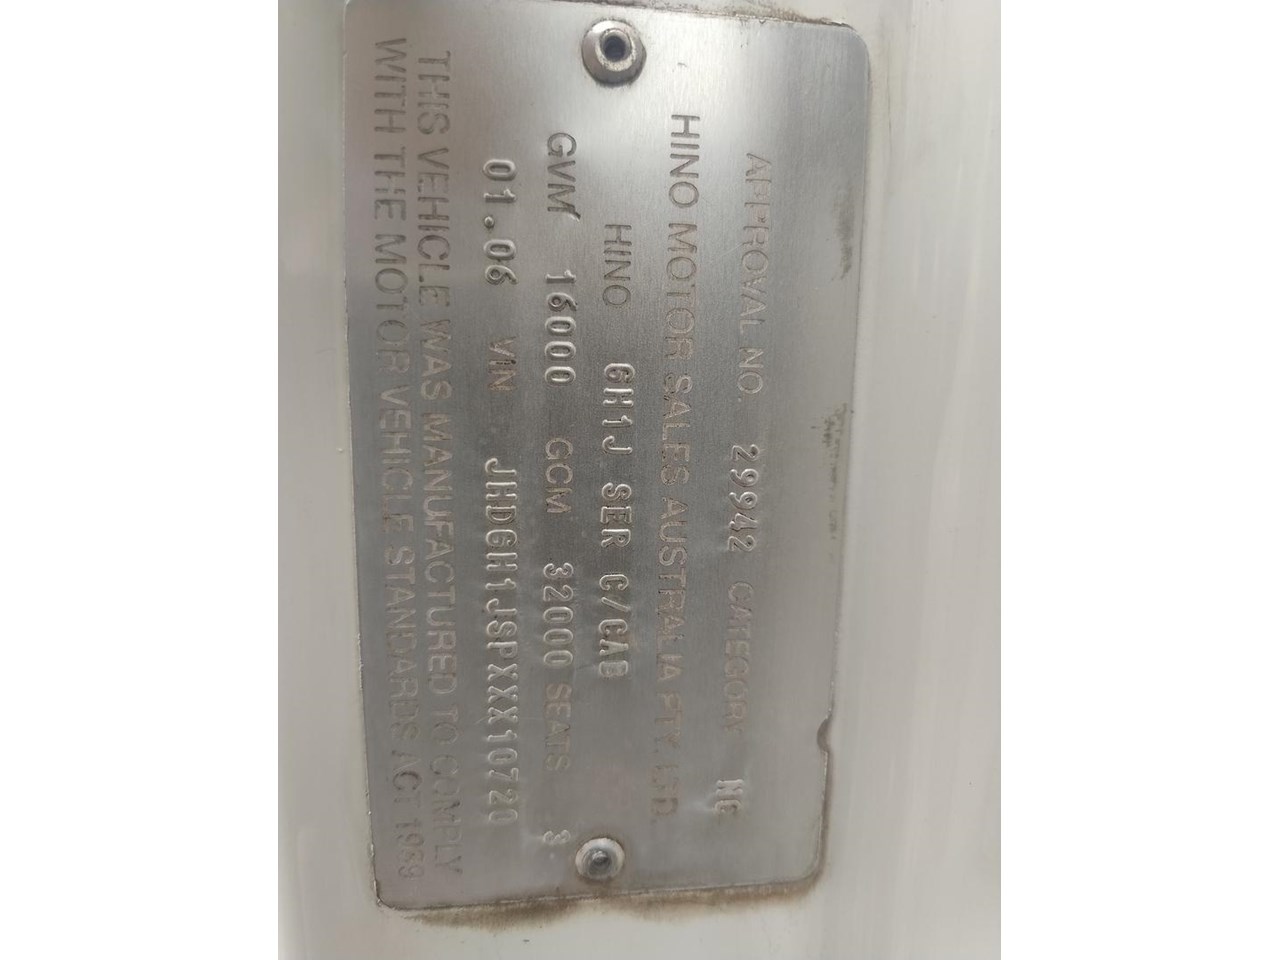 APPROVAL NO. 29942 CATEGORY NC
HINO MOTOR SALES AUSTRALIA PTY. LTD.
HINO GH1J SER C/CAB
GVM 16000 GCM 32000 SEATS 3
01.06 VIN JHDGH1JSPXXX10720
THIS VEHICLE WAS MANUFACTURED TO COMPLY
WITH THE MOTOR VEHICLE STANDARDS ACT 1989